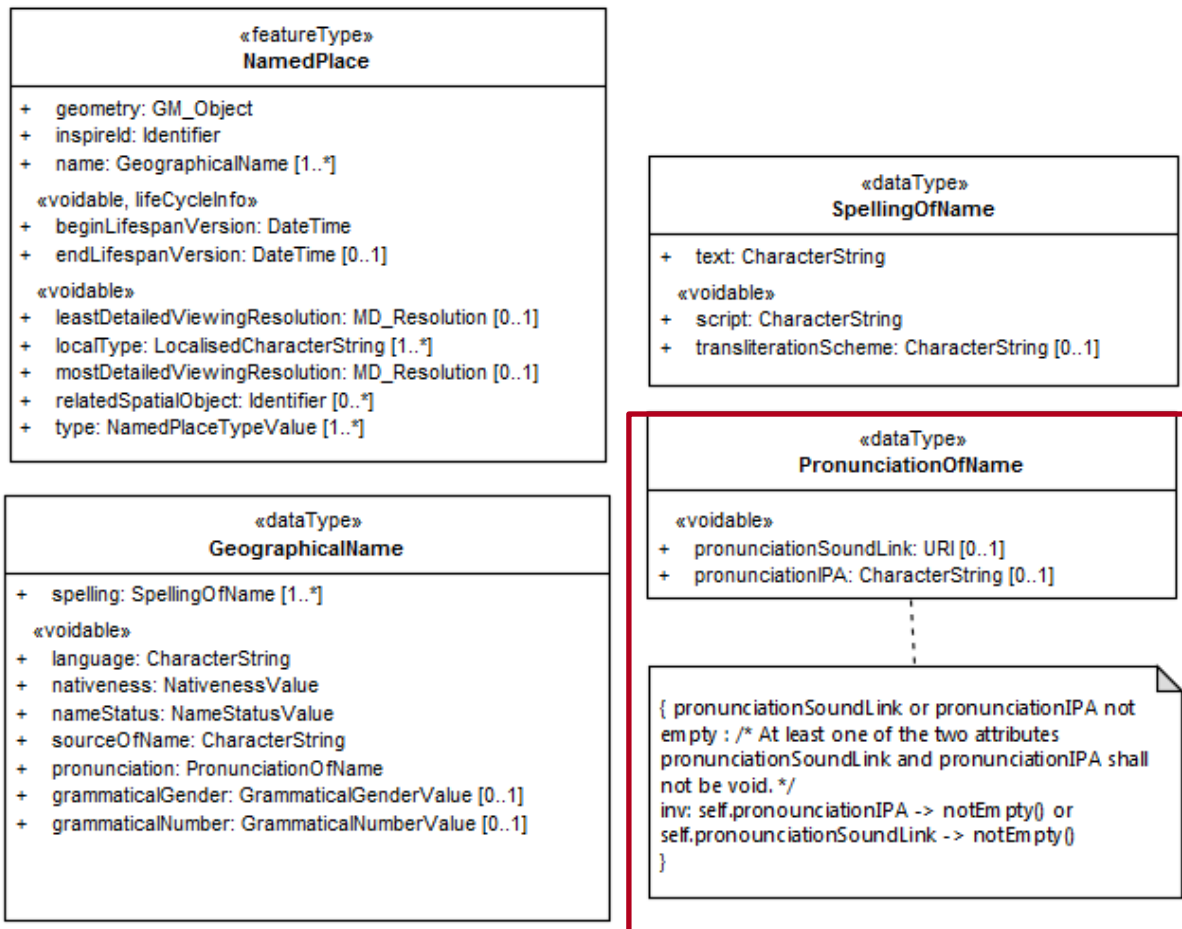 «featureType»
NamedPlace
+ geometry: GM_Object
+ inspireId: Identifier
+ name: GeographicalName [1..*]
«voidable, lifeCycleInfo»
+ beginLifespanVersion: DateTime
+ endLifespanVersion: DateTime [0..1]
«voidable»
+ leastDetailedViewingResolution: MD_Resolution [0..1]
+ localType: LocalisedCharacterString [1..*]
+ mostDetailedViewingResolution: MD_Resolution [0..1]
+ relatedSpatialObject: Identifier [0..*]
+ type: NamedPlaceTypeValue [1..*]
«dataType»
GeographicalName
+ spelling: SpellingOfName [1..*]
«voidable»
+ language: CharacterString
+ nativeness: NativenessValue
+ nameStatus: NameStatusValue
+ sourceOfName: CharacterString
+ pronunciation: PronunciationOfName
+ grammaticalGender: GrammaticalGenderValue [0..1]
+ grammaticalNumber: GrammaticalNumberValue [0..1]
«dataType»
SpellingOfName
+ text: CharacterString
«voidable»
+ script: CharacterString
+ transliterationScheme: CharacterString [0..1]
«dataType»
PronunciationOfName
«voidable»
+ pronunciationSoundLink: URI [0..1]
+ pronunciationIPA: CharacterString [0..1]
{ pronunciationSoundLink or pronunciationIPA not
empty : /* At least one of the two attributes
pronunciationSoundLink and pronunciationIPA shall
not be void. */
inv: self.pronounciationIPA -> notEmpty() or
self.pronounciationSoundLink -> notEmpty()
}